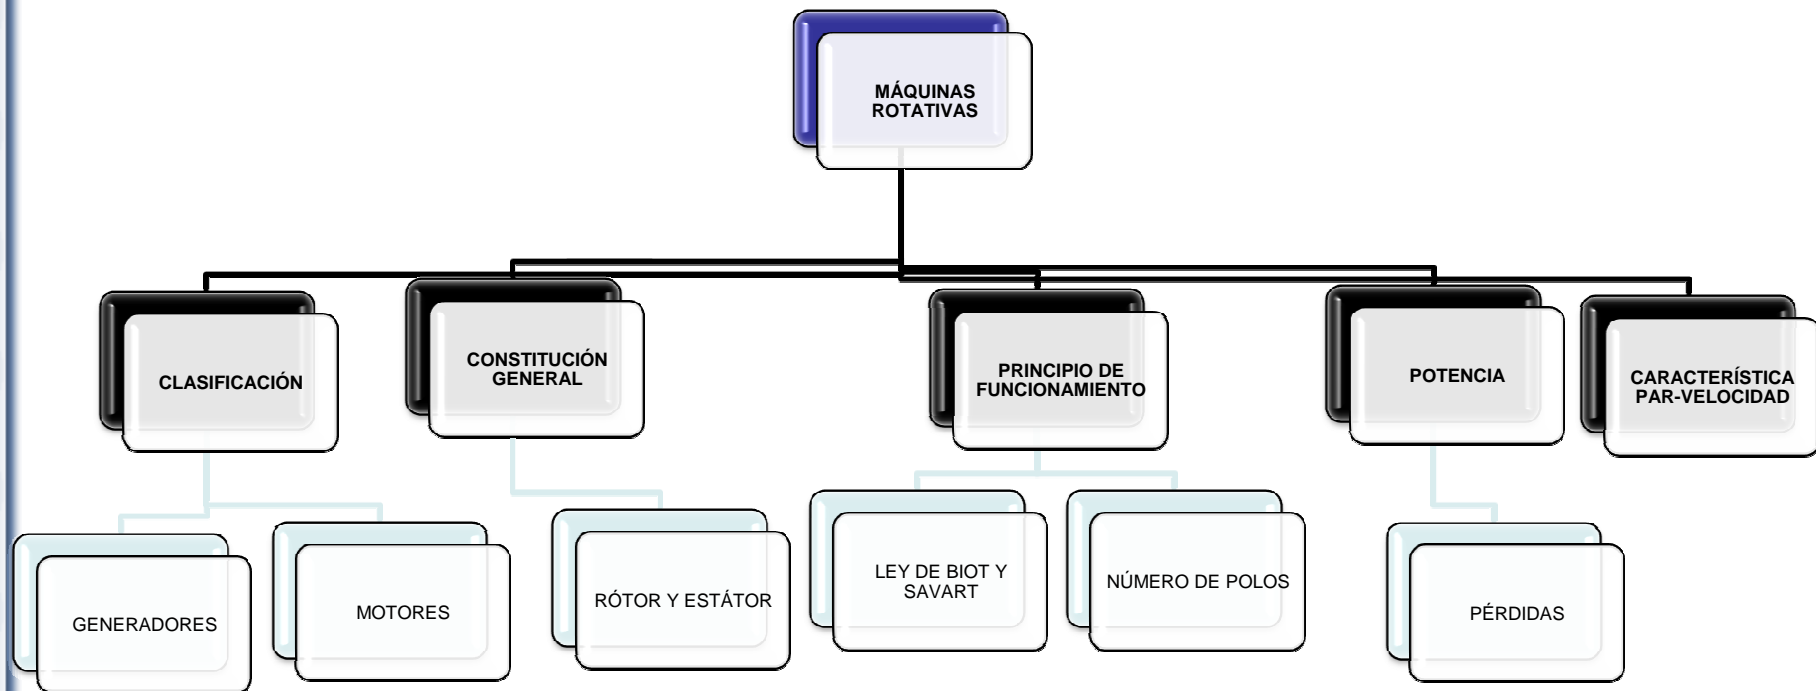 MÁQUINAS
ROTATIVAS
CLASIFICACIÓN
CONSTITUCIÓN
GENERAL
PRINCIPIO DE
FUNCIONAMIENTO
POTENCIA
CARACTERÍSTICA
PAR-VELOCIDAD
GENERADORES
MOTORES
RÓTOR Y ESTÁTOR
LEY DE BIOT Y
SAVART
NÚMERO DE POLOS
PÉRDIDAS